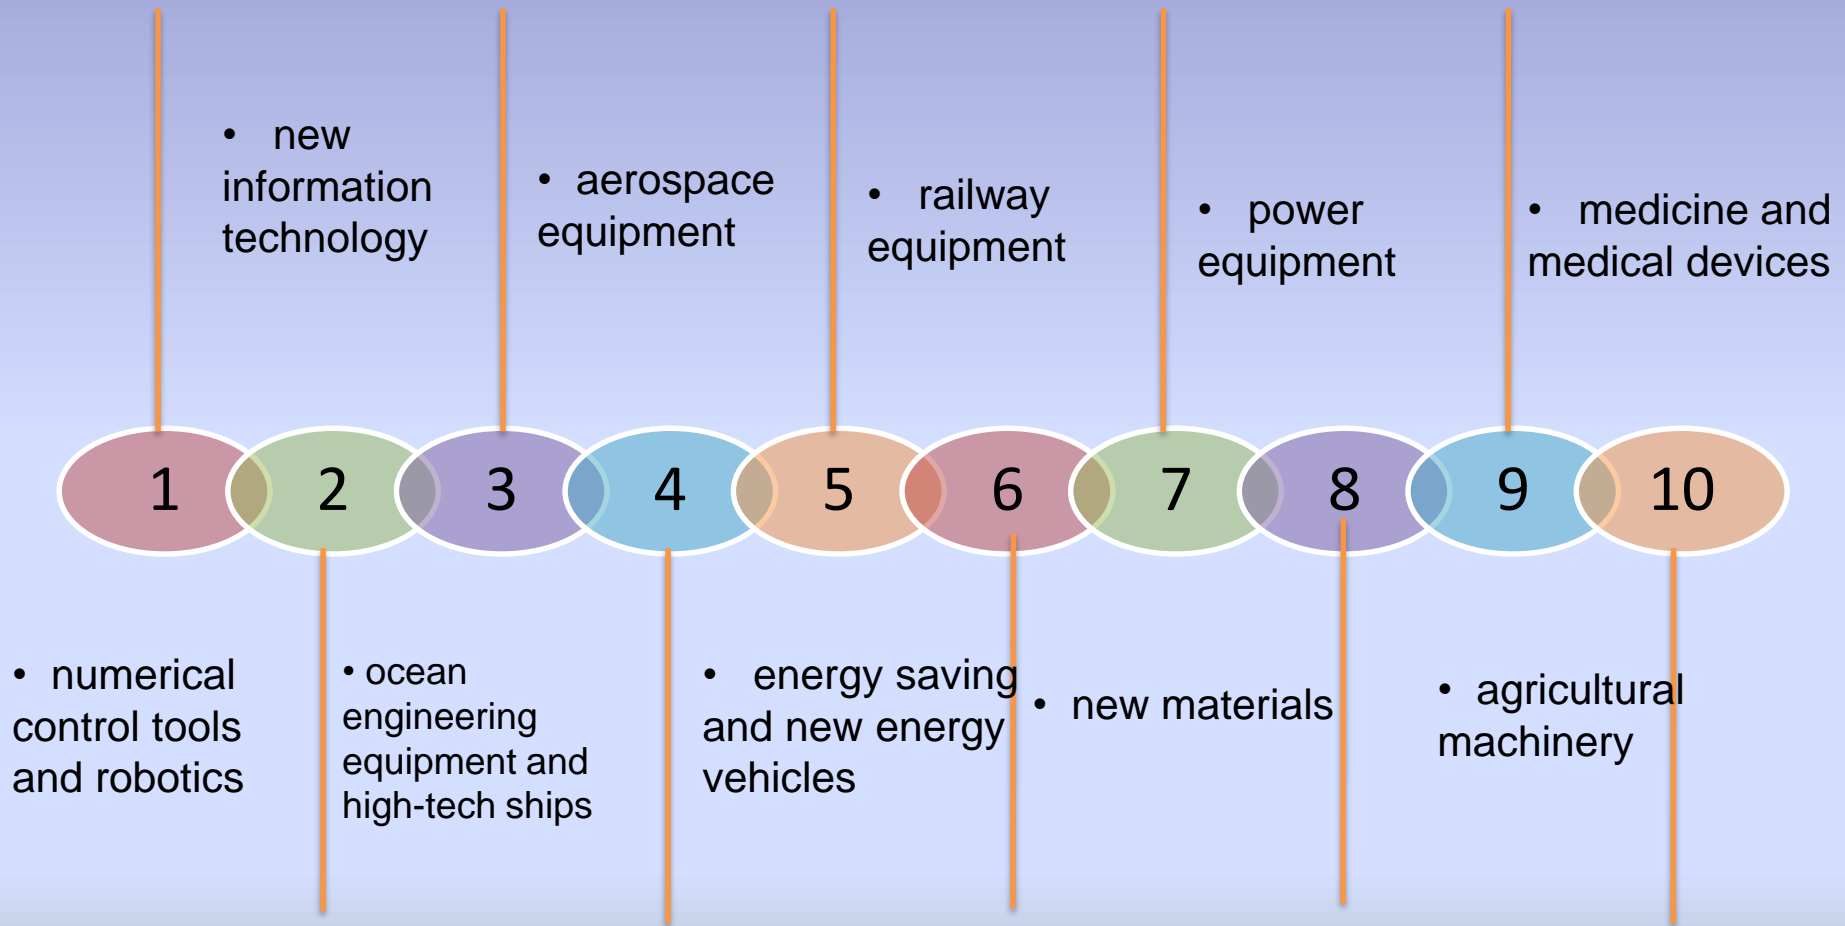 • new
information
technology
• aerospace
equipment
• railway
equipment
• power
equipment
• medicine and
medical devices
1 2 3 4 5 6 7 8 9 10
• numerical
control tools
and robotics
• ocean
engineering
equipment and
high-tech ships
• energy saving
and new energy
vehicles
• new materials
• agricultural
machinery